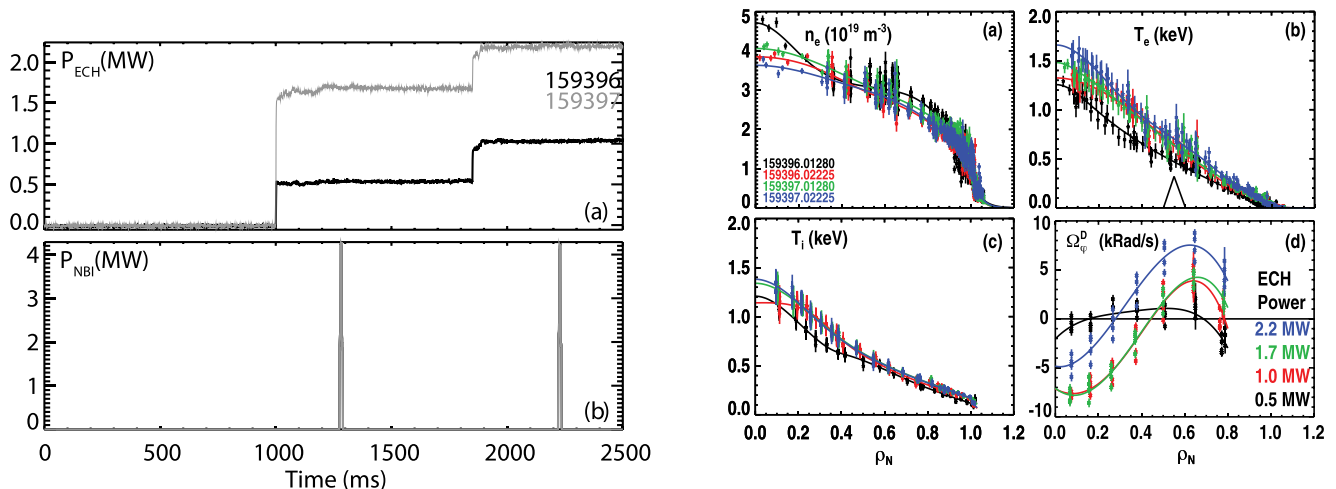 P_ECH(MW)
2.0
1.5
1.0
0.5
0.0
159396
159397
(a)
P_NBI(MW)
4
3
2
1
0
(b)
0 500 1000 1500 2000 2500
Time (ms)
n_e (10^19 m^-3) (a)
5
4
3
2
1
0
159396.01280
159396.02225
159397.01280
159397.02225
T_e (keV) (b)
2.0
1.5
1.0
0.5
0.0
T_i (keV) (c)
2.0
1.5
1.0
0.5
0.0
0.0 0.2 0.4 0.6 0.8 1.0 1.2
ρ_N
Ω_φ^D (kRad/s) (d)
10
5
0
-5
-10
ECH
Power
2.2 MW
1.7 MW
1.0 MW
0.5 MW
0.0 0.2 0.4 0.6 0.8 1.0 1.2
ρ_N